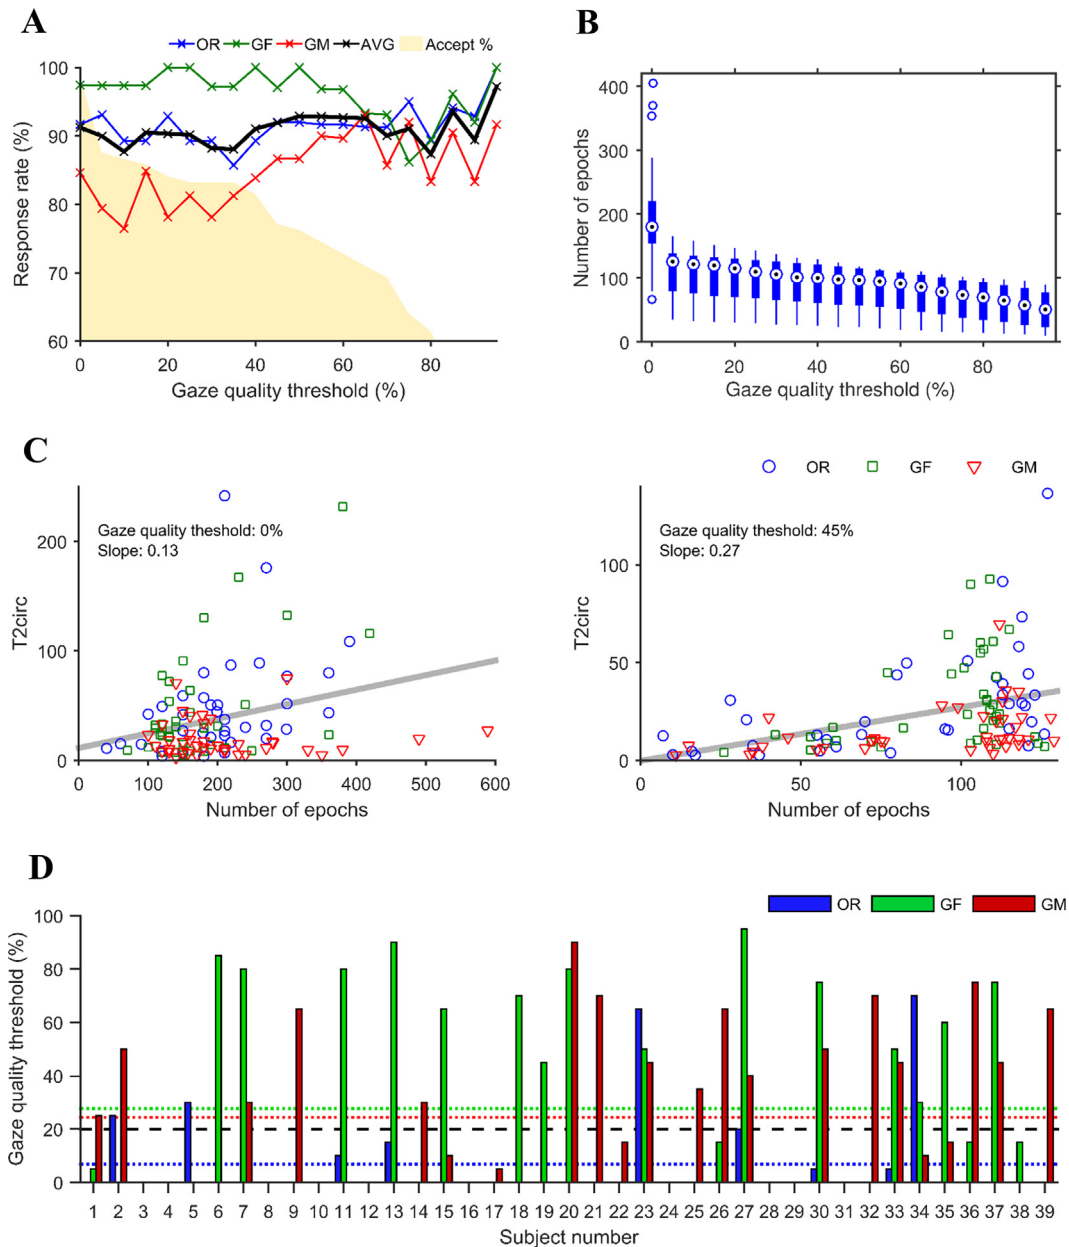 A
OR GF GM AVG Accept %
100
90
80
70
60
Response rate (%)
0 20 40 60 80
Gaze quality threshold (%)
B
400
300
200
100
0
Number of epochs
0 20 40 60 80
Gaze quality threshold (%)
C
Gaze quality theshold: 0%
Slope: 0.13
200
100
0
T2circ
0 100 200 300 400 500 600
Number of epochs
OR GF GM
Gaze quality theshold: 45%
Slope: 0.27
100
50
0
T2circ
0 50 100
Number of epochs
D
OR GF GM
100
80
60
40
20
0
Gaze quality threshold (%)
1 2 3 4 5 6 7 8 9 10 11 12 13 14 15 16 17 18 19 20 21 22 23 24 25 26 27 28 29 30 31 32 33 34 35 36 37 38 39
Subject number